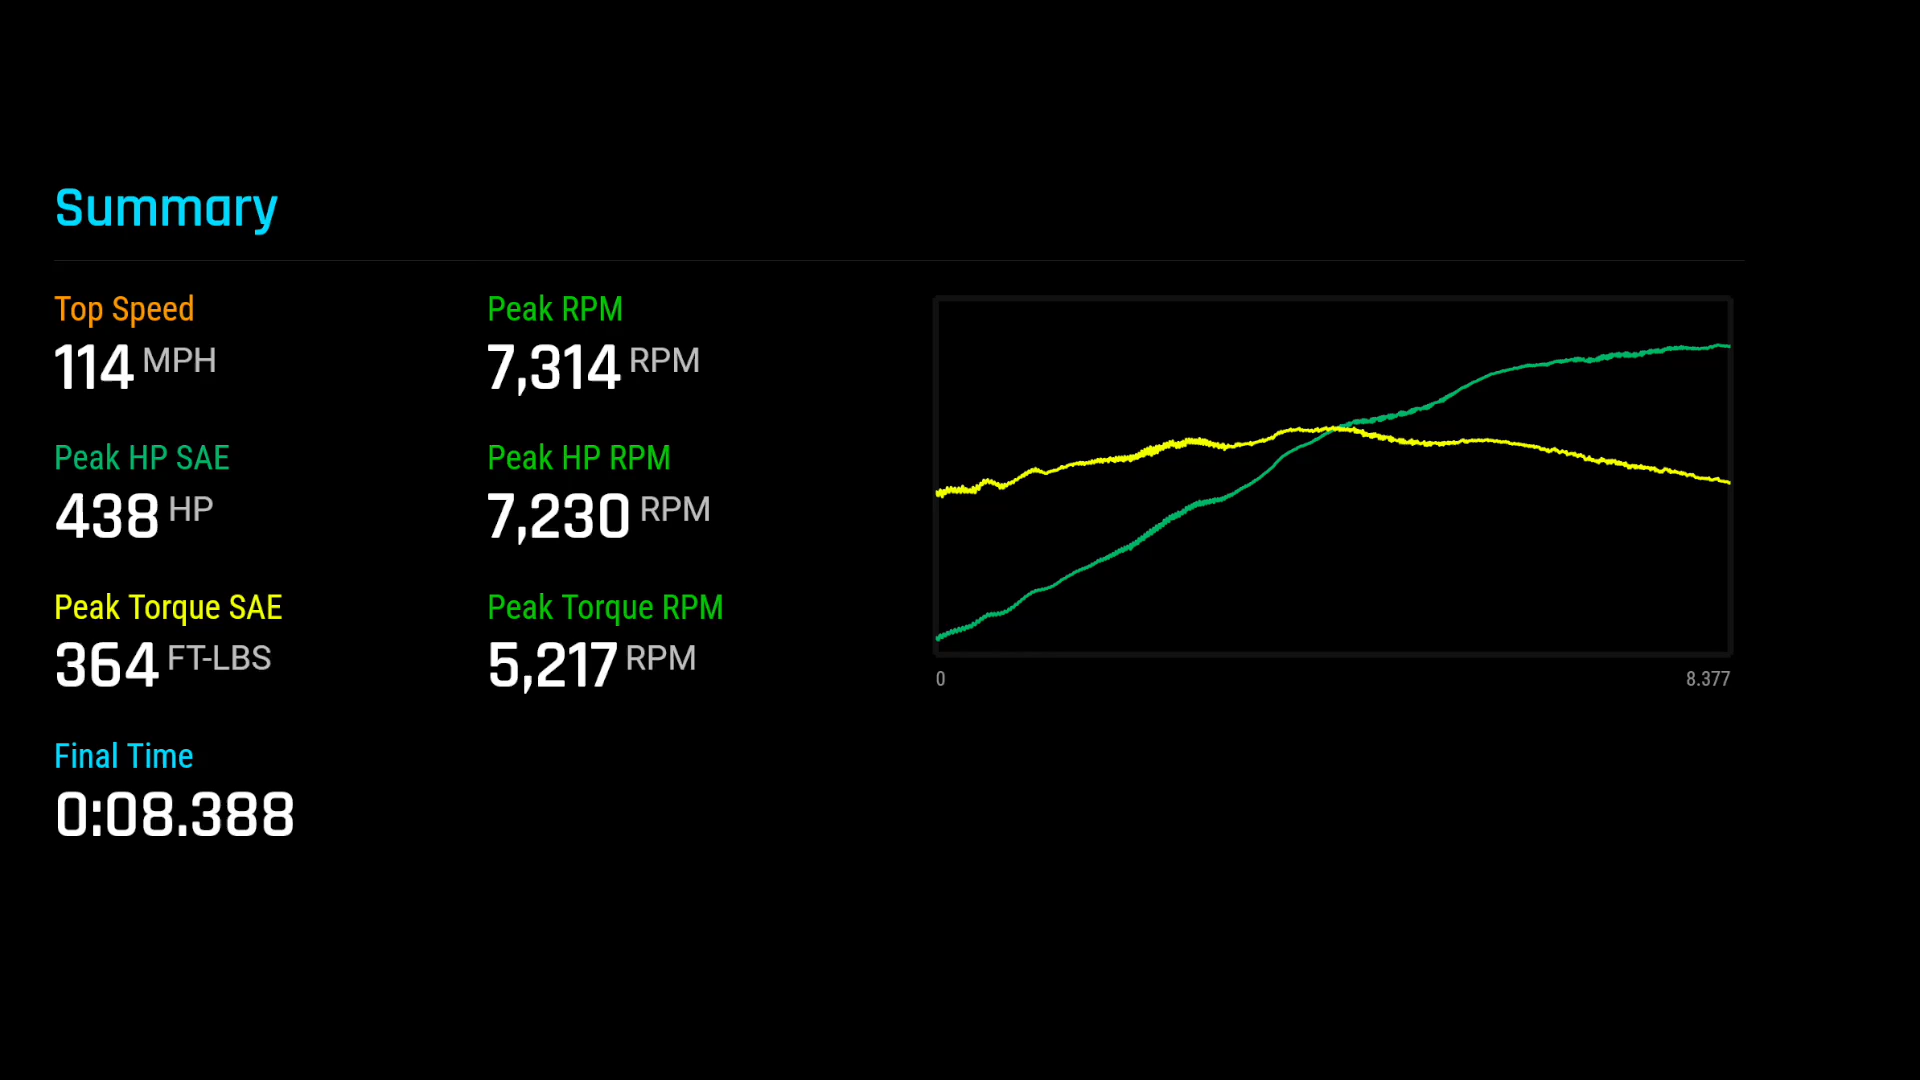 Summary
Top Speed
114 MPH
Peak RPM
7,314 RPM
Peak HP SAE
438 HP
Peak HP RPM
7,230 RPM
Peak Torque SAE
364 FT-LBS
Peak Torque RPM
5,217 RPM
Final Time
0:08.388
0
8.377